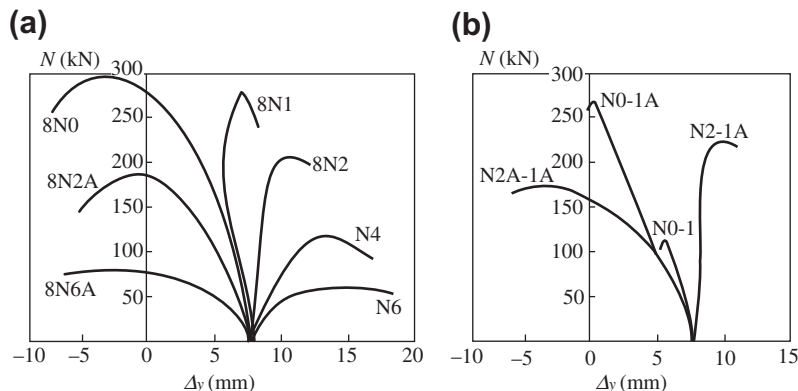 (a)
N (kN)
300
250
200
150
100
50
8N0
8N1
8N2A
8N2
8N6A
N4
N6
−10 −5 0 5 10 15 20
Δy (mm)
(b)
N (kN)
300
250
200
150
100
50
N0-1A
N2-1A
N2A-1A
N0-1
−10 −5 0 5 10 15
Δy (mm)